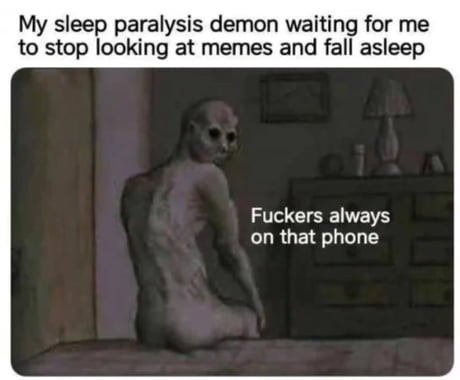 My sleep paralysis demon waiting for me
to stop looking at memes and fall asleep
Fuckers always
on that phone